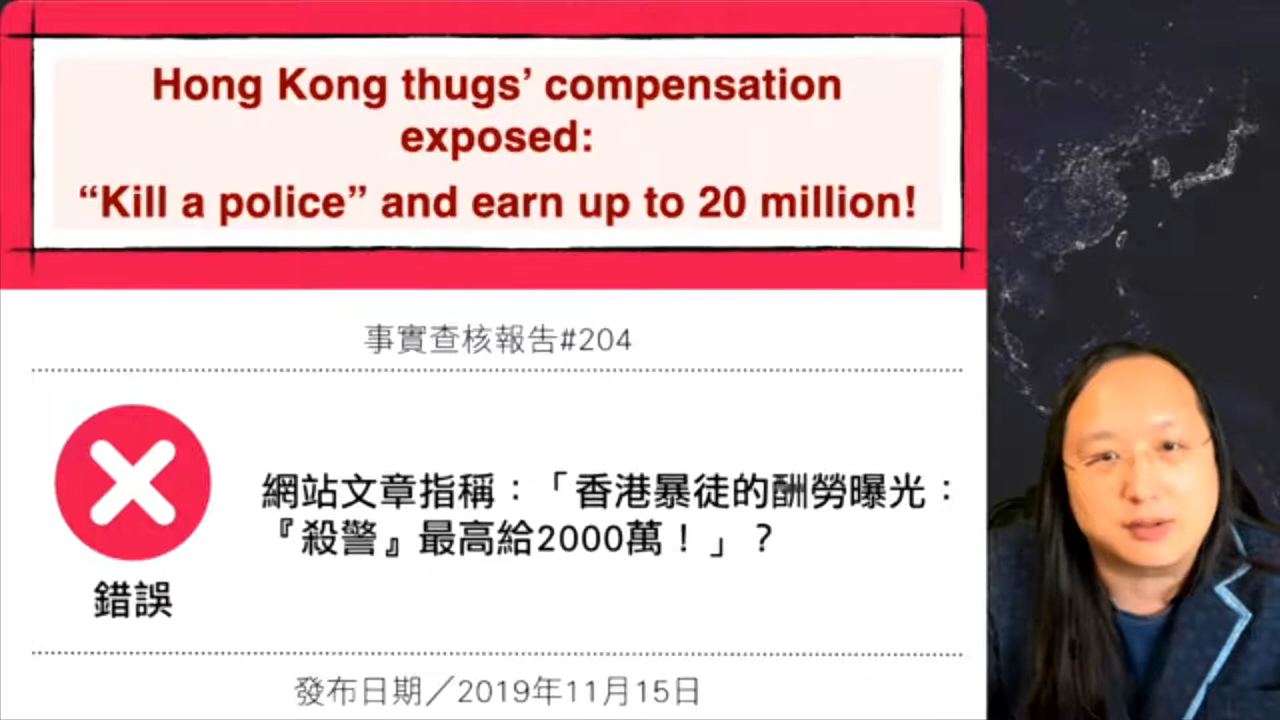 Hong Kong thugs’ compensation
exposed:
“Kill a police” and earn up to 20 million!
事實查核報告#204
網站文章指稱：「香港暴徒的酬勞曝光：
『殺警』最高給2000萬！」？
錯誤
發布日期／2019年11月15日